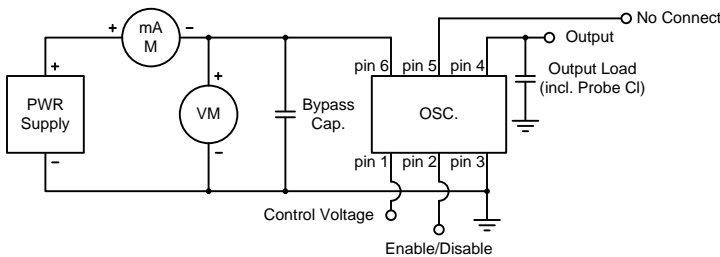 No Connect
+
mA
M
−
Output
+
pin 6
pin 5
pin 4
+
Output Load
(incl. Probe Cl)
PWR
Supply
VM
Bypass
Cap.
OSC.
−
−
pin 1
pin 2
pin 3
Control Voltage
Enable/Disable